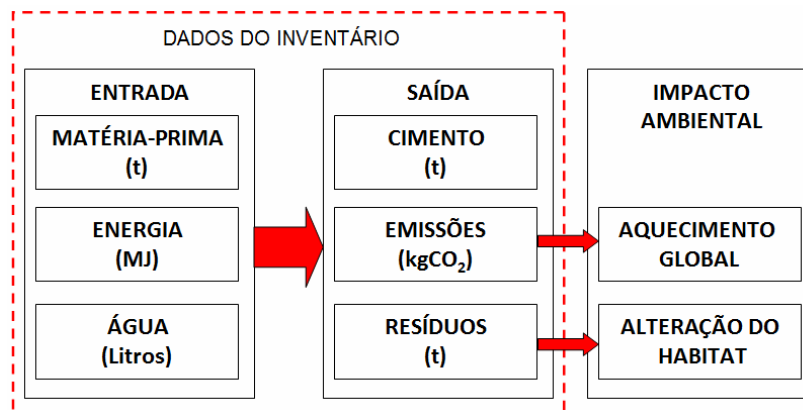 DADOS DO INVENTÁRIO
ENTRADA
MATÉRIA-PRIMA
(t)
ENERGIA
(MJ)
ÁGUA
(Litros)
SAÍDA
CIMENTO
(t)
EMISSÕES
(kgCO₂)
RESÍDUOS
(t)
IMPACTO
AMBIENTAL
AQUECIMENTO
GLOBAL
ALTERAÇÃO DO
HABITAT